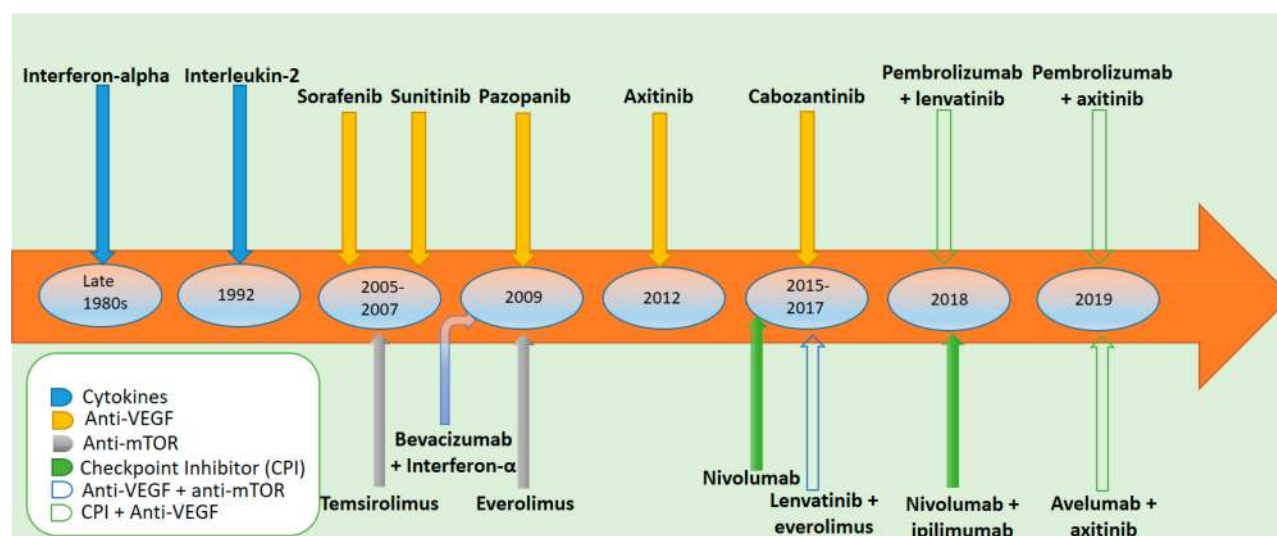 Interferon-alpha
Interleukin-2
Sorafenib
Sunitinib
Pazopanib
Axitinib
Cabozantinib
Pembrolizumab
+ lenvatinib
Pembrolizumab
+ axitinib
Late
1980s
1992
2005-
2007
2009
2012
2015-
2017
2018
2019
Cytokines
Anti-VEGF
Anti-mTOR
Checkpoint Inhibitor (CPI)
Anti-VEGF + anti-mTOR
CPI + Anti-VEGF
Temsirolimus
Bevacizumab
+ Interferon-α
Everolimus
Nivolumab
Lenvatinib +
everolimus
Nivolumab +
ipilimumab
Avelumab +
axitinib